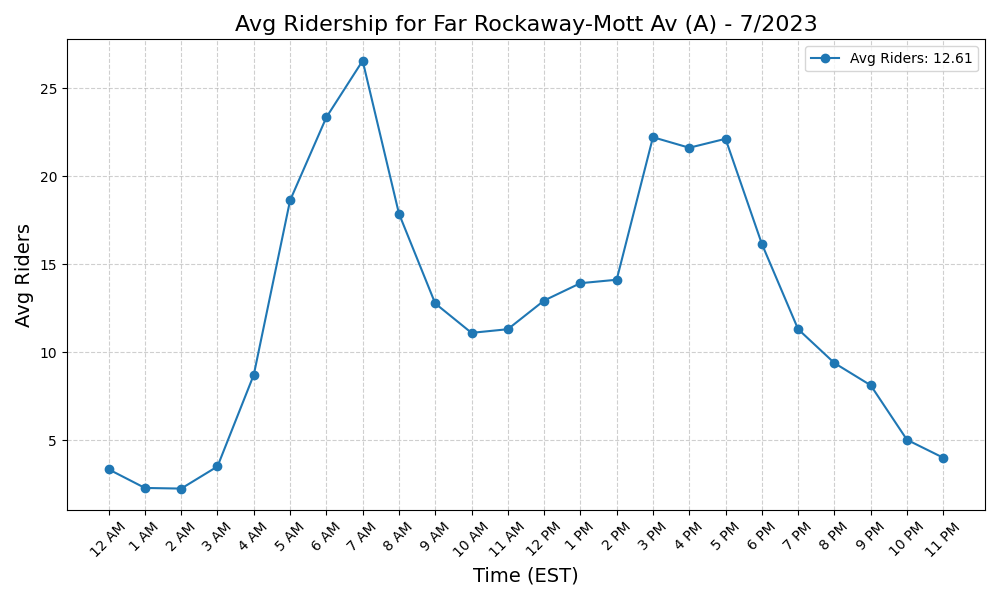 Avg Ridership for Far Rockaway-Mott Av (A) - 7/2023
Avg Riders: 12.61
Avg Riders
25
20
15
10
5
12 AM
1 AM
2 AM
3 AM
4 AM
5 AM
6 AM
7 AM
8 AM
9 AM
10 AM
11 AM
12 PM
1 PM
2 PM
3 PM
4 PM
5 PM
6 PM
7 PM
8 PM
9 PM
10 PM
11 PM
Time (EST)